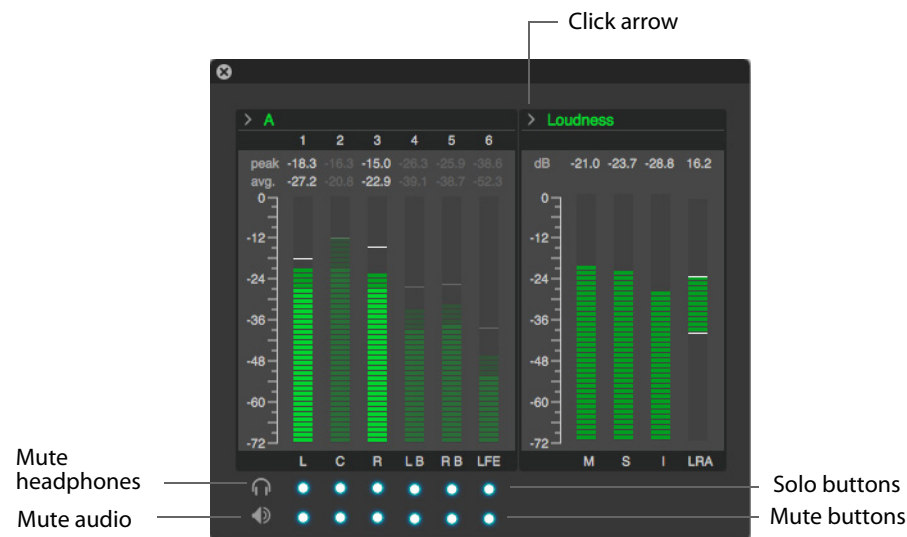 Click arrow
A
1 2 3 4 5 6
peak -18.3 -16.3 -15.0 -26.3 -25.9 -38.6
avg. -27.2 -20.8 -22.9 -39.1 -38.7 -52.3
0
-12
-24
-36
-48
-60
-72
L C R L B R B LFE
Loudness
dB -21.0 -23.7 -28.8 16.2
0
-12
-24
-36
-48
-60
-72
M S I LRA
Mute
headphones
Mute audio
Solo buttons
Mute buttons